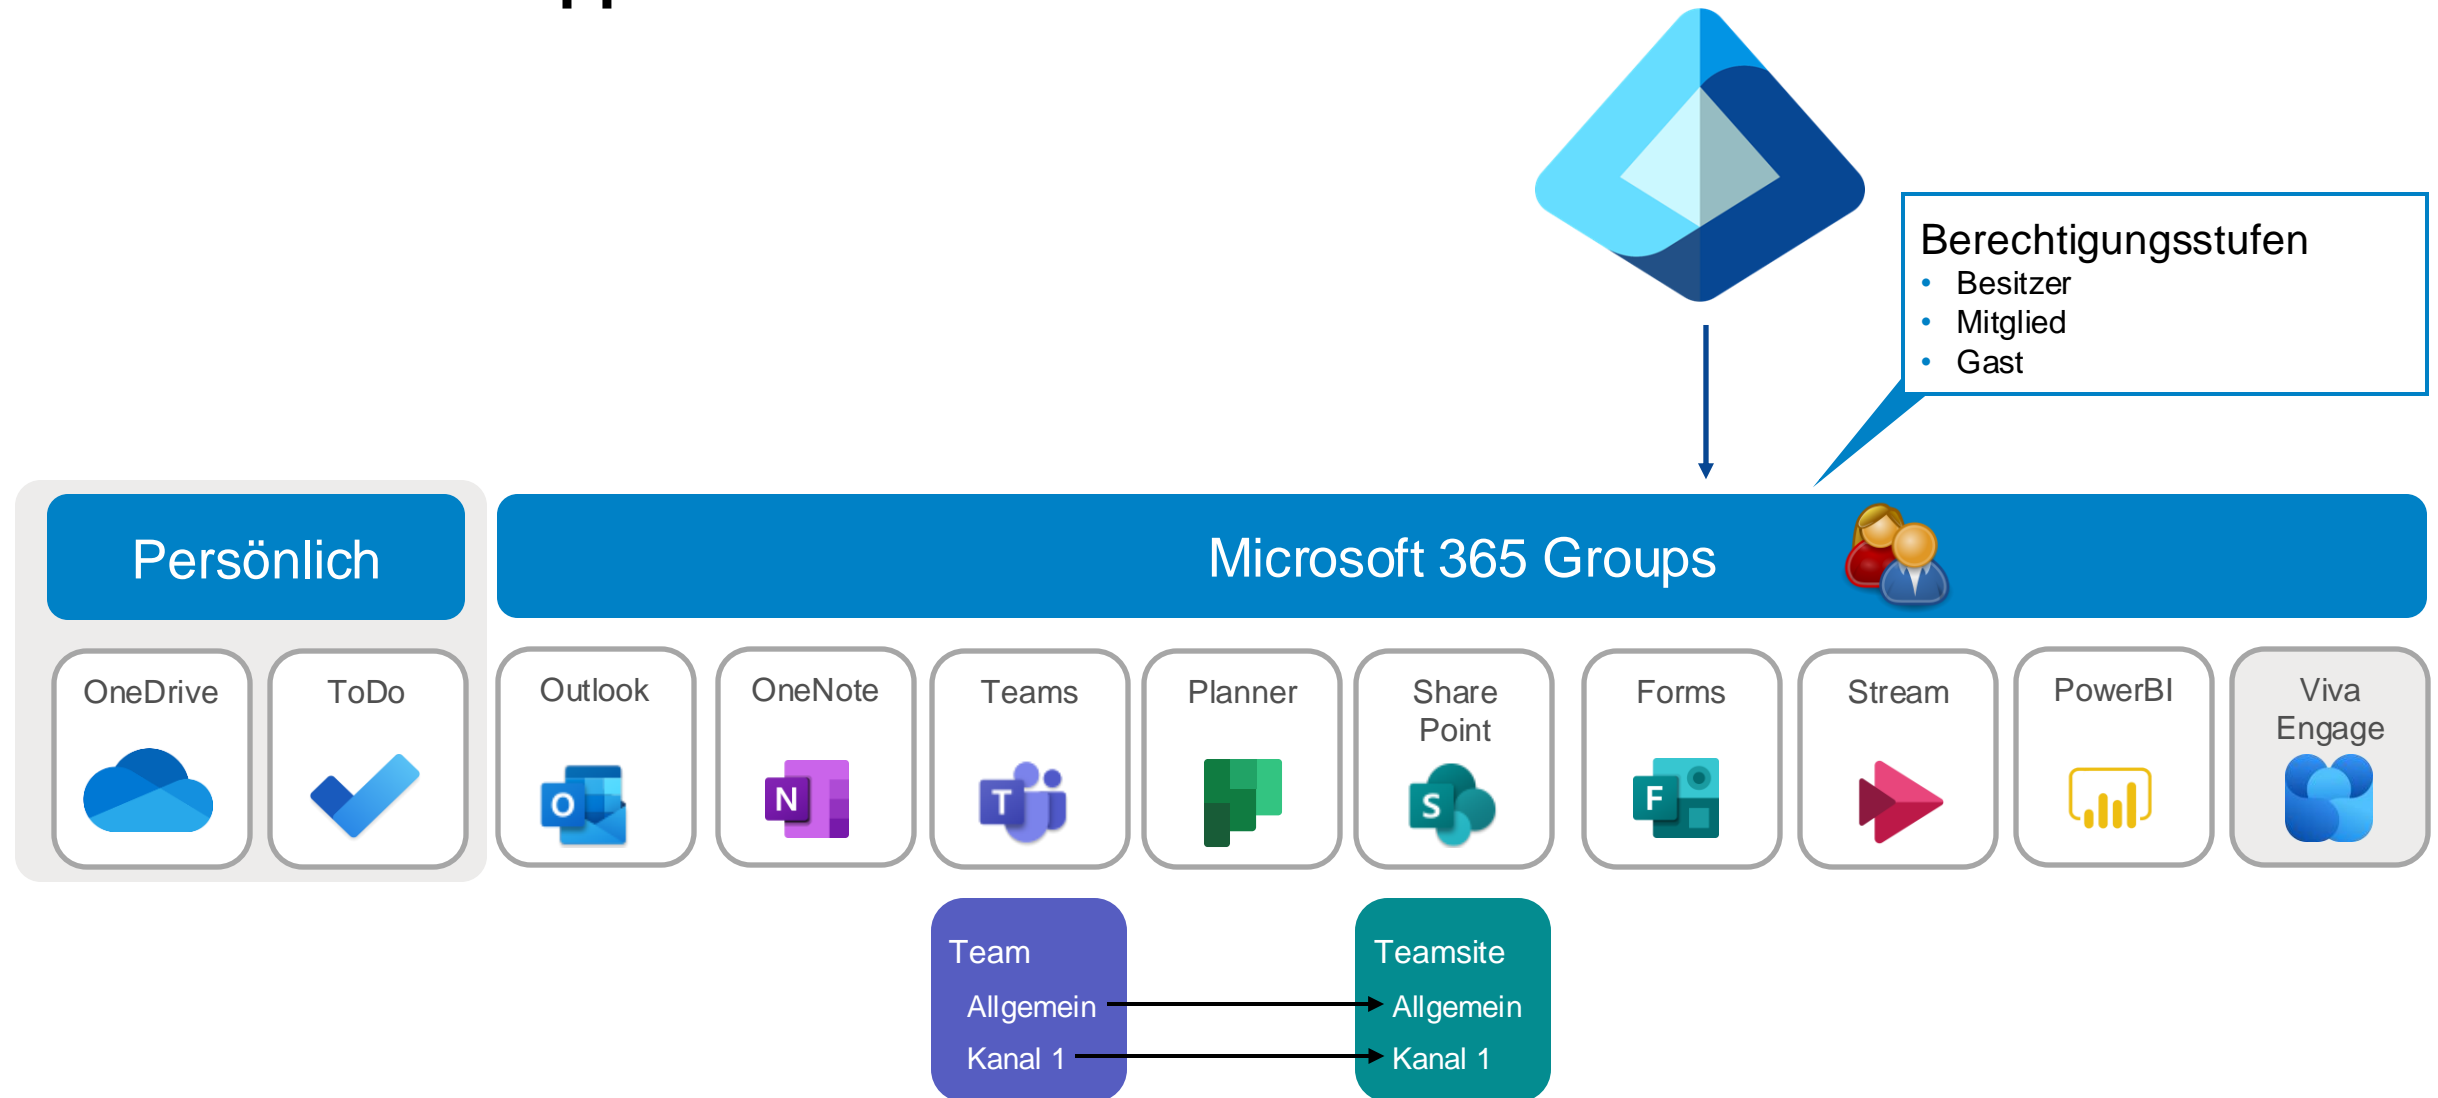 Berechtigungsstufen
• Besitzer
• Mitglied
• Gast
Persönlich
Microsoft 365 Groups
OneDrive
ToDo
Outlook
OneNote
Teams
Planner
Share
Point
Forms
Stream
PowerBI
Viva
Engage
O
N
T
S
F
Team
Allgemein
Kanal 1
Teamsite
Allgemein
Kanal 1